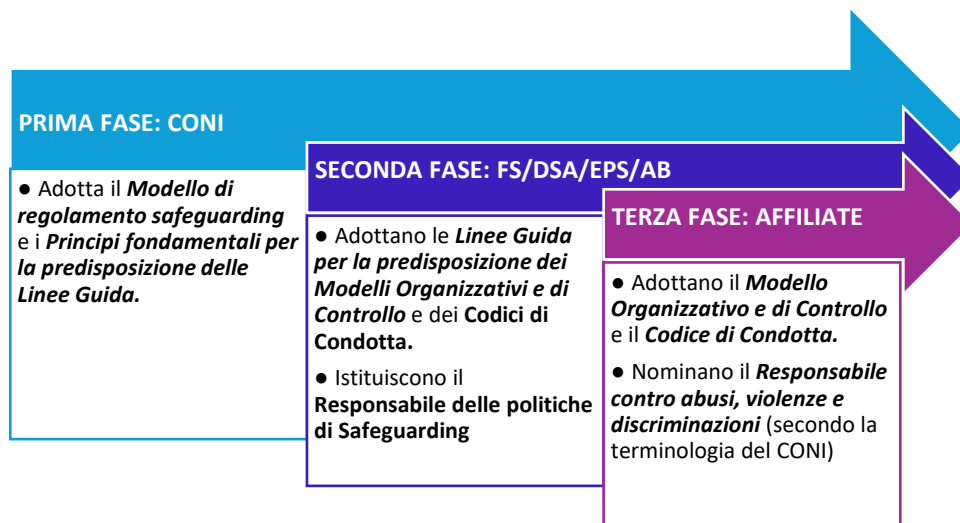 PRIMA FASE: CONI
● Adotta il Modello di
regolamento safeguarding
e i Principi fondamentali per
la predisposizione delle
Linee Guida.
SECONDA FASE: FS/DSA/EPS/AB
● Adottano le Linee Guida
per la predisposizione dei
Modelli Organizzativi e di
Controllo e dei Codici di
Condotta.
● Istituiscono il
Responsabile delle politiche
di Safeguarding
TERZA FASE: AFFILIATE
● Adottano il Modello
Organizzativo e di Controllo
e il Codice di Condotta.
● Nominano il Responsabile
contro abusi, violenze e
discriminazioni (secondo la
terminologia del CONI)